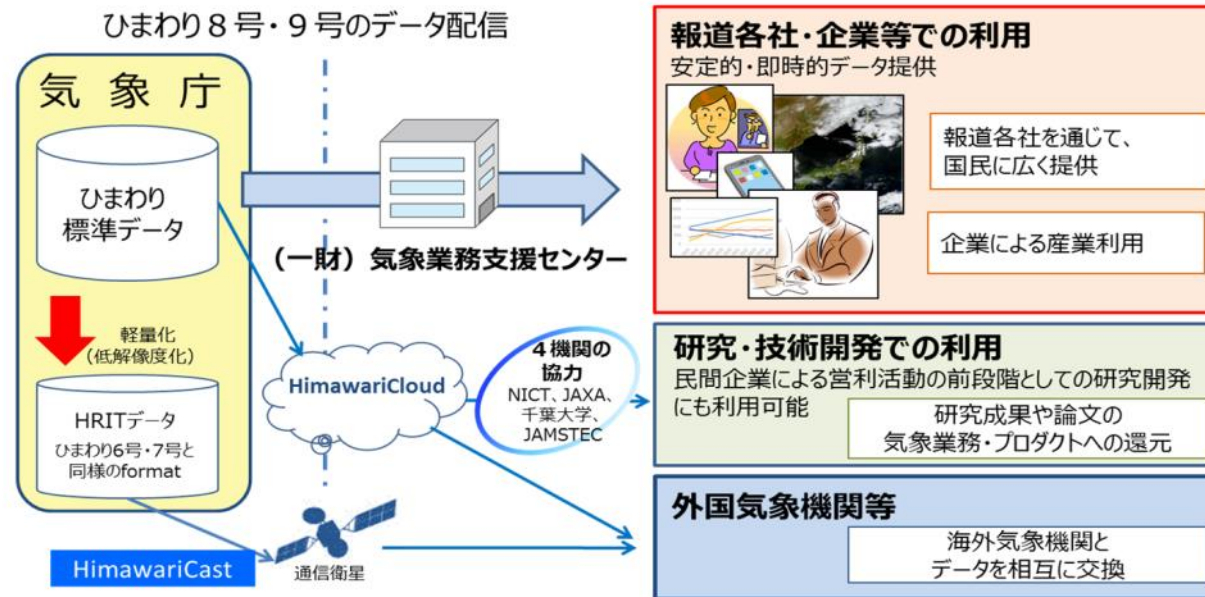 ひまわり８号・９号のデータ配信
気 象 庁
ひまわり
標準データ
軽量化
（低解像度化）
HRITデータ
ひまわり6号・7号と
同様のformat
HimawariCast
（一財）気象業務支援センター
HimawariCloud
４機関の
協力
NICT、JAXA、
千葉大学、
JAMSTEC
通信衛星
報道各社・企業等での利用
安定的・即時的データ提供
報道各社を通じて、
国民に広く提供
企業による産業利用
研究・技術開発での利用
民間企業による営利活動の前段階としての研究開発
にも利用可能
研究成果や論文の
気象業務・プロダクトへの還元
外国気象機関等
海外気象機関と
データを相互に交換